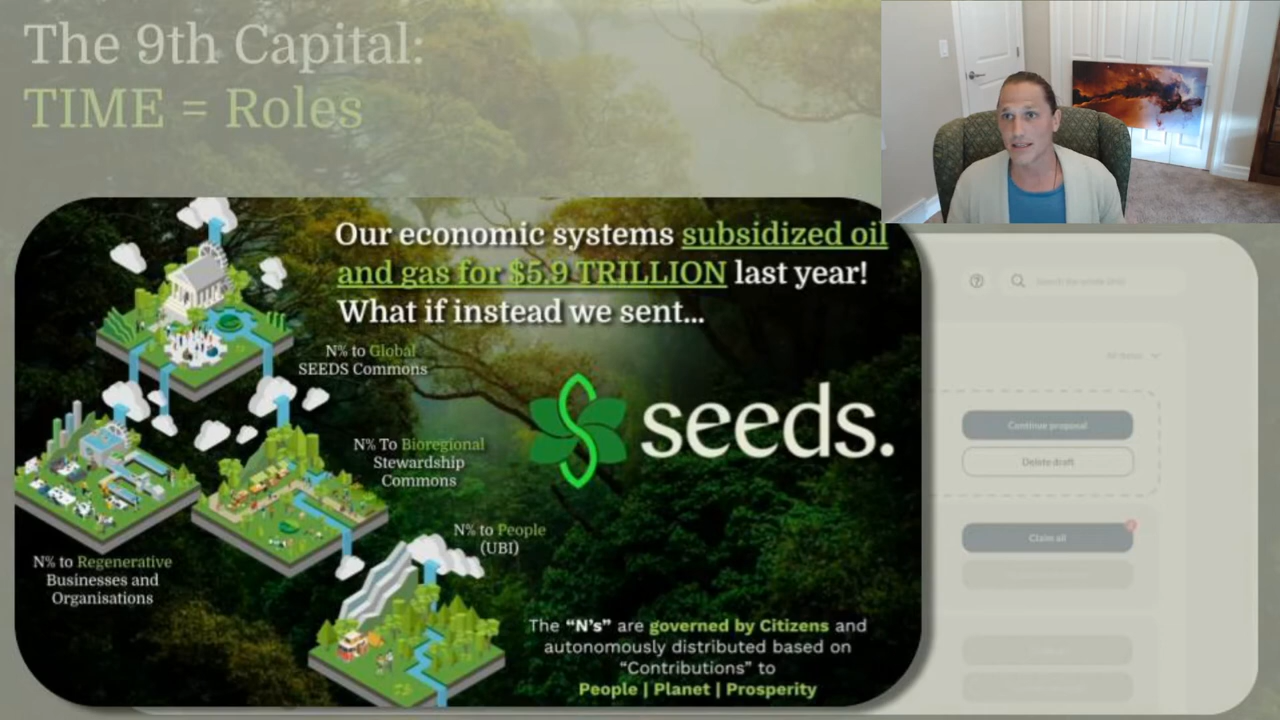 The 9th Capital:
TIME = Roles
Our economic systems subsidized oil
and gas for $5.9 TRILLION last year!
What if instead we sent...
N% to Global
SEEDS Commons
seeds.
N% To Bioregional
Stewardship
Commons
N% to People
(UBI)
N% to Regenerative
Businesses and
Organisations
The “N's” are governed by Citizens and
autonomously distributed based on
“Contributions” to
People | Planet | Prosperity
Continue proposal
Delete draft
Claim all